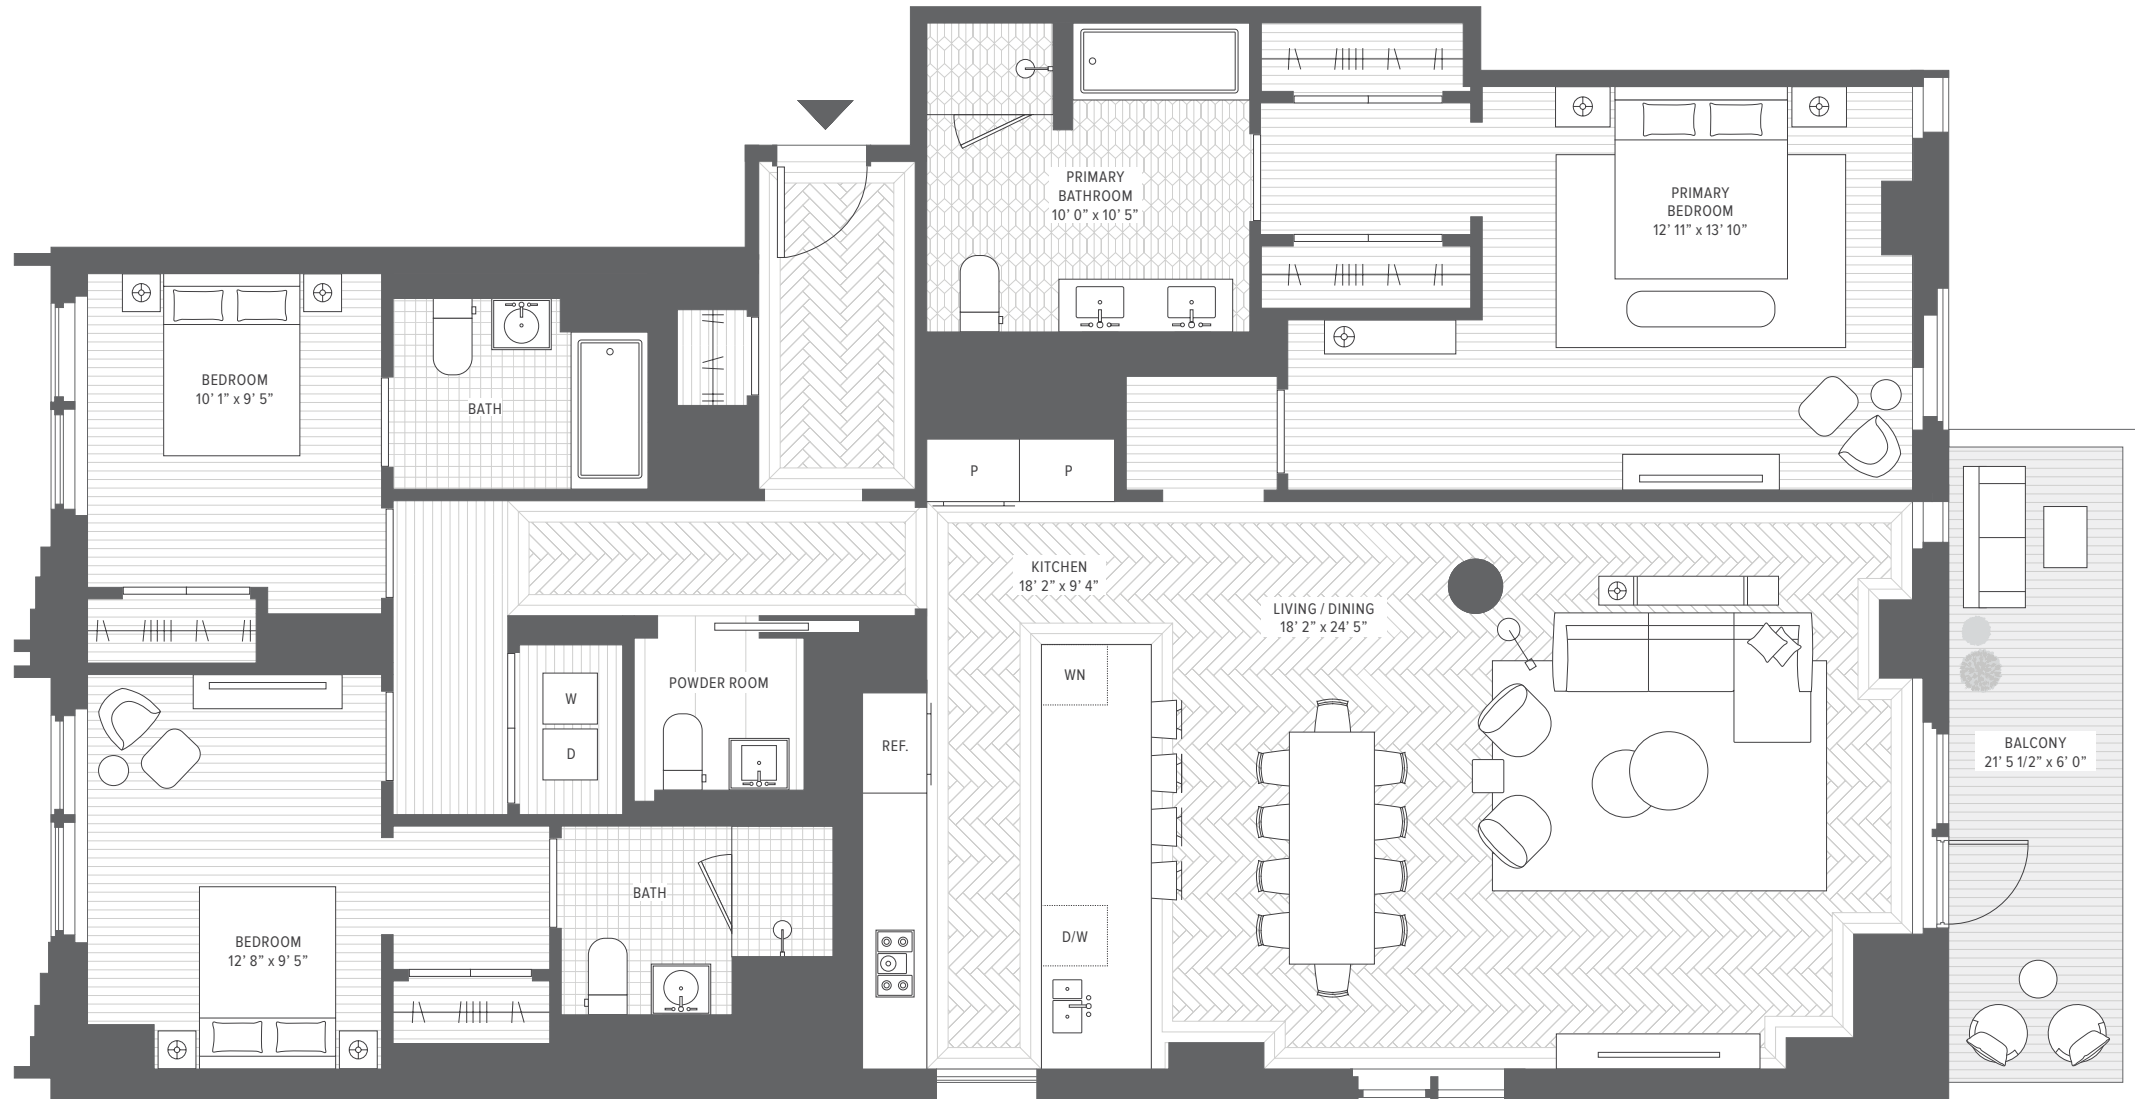 PRIMARY
BATHROOM
10’ 0” x 10’ 5”
PRIMARY
BEDROOM
12’ 11” x 13’ 10”
BEDROOM
10’ 1” x 9’ 5”
BATH
P
P
KITCHEN
18’ 2” x 9’ 4”
LIVING / DINING
18’ 2” x 24’ 5”
WN
W
POWDER ROOM
D
REF.
BALCONY
21’ 5 1/2” x 6’ 0”
BATH
D/W
BEDROOM
12’ 8” x 9’ 5”